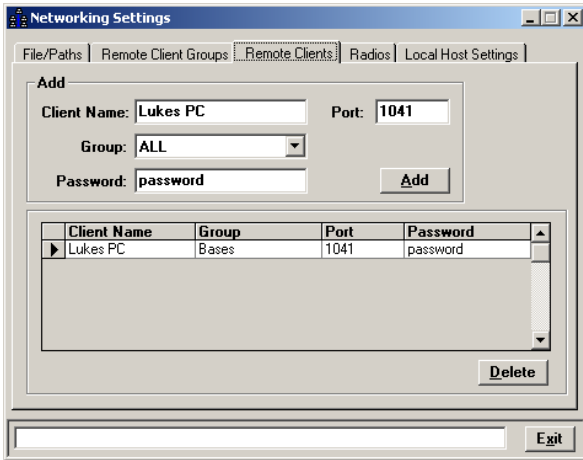 Networking Settings
File/Paths Remote Client Groups Remote Clients Radios Local Host Settings
Add
Client Name: Lukes PC Port: 1041
Group: ALL
Password: password Add
Client Name Group Port Password
Lukes PC Bases 1041 password
Delete
Exit